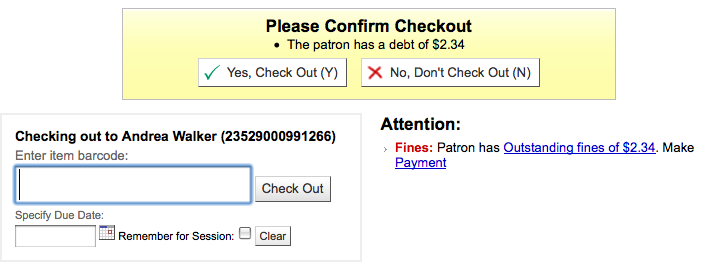 Please Confirm Checkout
• The patron has a debt of $2.34
Yes, Check Out (Y)
No, Don't Check Out (N)
Checking out to Andrea Walker (23529000991266)
Enter item barcode:
Check Out
Specify Due Date:
Remember for Session:
Clear
Attention:
Fines: Patron has Outstanding fines of $2.34. Make
Payment